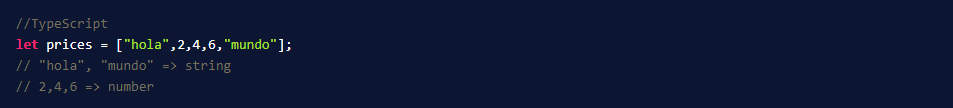 //TypeScript
let prices = ["hola",2,4,6,"mundo"];
// "hola", "mundo" => string
// 2,4,6 => number